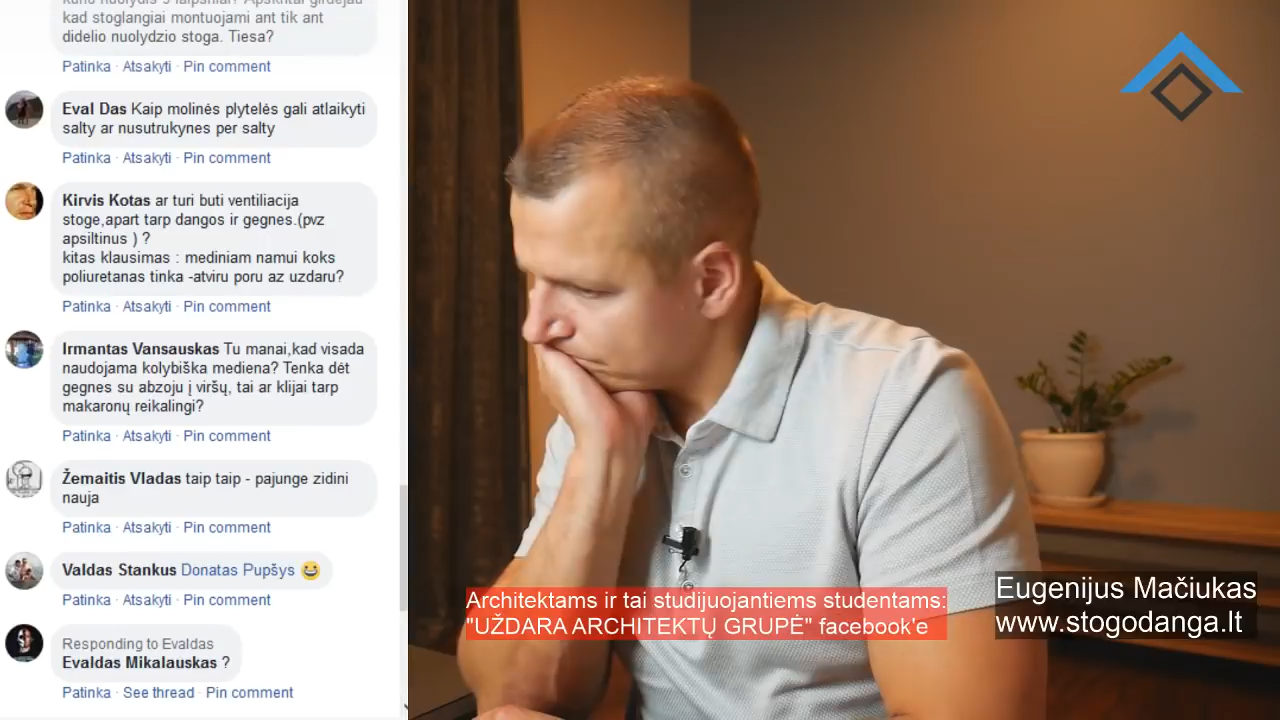 kad stoglangiai montuojami ant tik ant
didelio nuolydzio stoga. Tiesa?
Patinka · Atsakyti · Pin comment
Eval Das Kaip molinės plytelės gali atlaikyti
salty ar nusutrukynes per salty
Patinka · Atsakyti · Pin comment
Kirvis Kotas ar turi buti ventiliacija
stoge,apart tarp dangos ir gegnes.(pvz
apsiltinus ) ?
kitas klausimas : mediniam namui koks
poliuretanas tinka -atviru poru az uzdaru?
Patinka · Atsakyti · Pin comment
Irmantas Vansauskas Tu manai,kad visada
naudojama kolybiška mediena? Tenka dėt
gegnes su abzoju į viršų, tai ar klijai tarp
makaronų reikalingi?
Patinka · Atsakyti · Pin comment
Žemaitis Vladas taip taip - pajunge zidini
nauja
Patinka · Atsakyti · Pin comment
Valdas Stankus Donatas Pupšys 😄
Patinka · Atsakyti · Pin comment
Responding to Evaldas
Evaldas Mikalauskas ?
Patinka · See thread · Pin comment
Architektams ir tai studijuojantiems studentams:
"UŽDARA ARCHITEKTŲ GRUPĖ" facebook'e
Eugenijus Mačiukas
www.stogodanga.lt